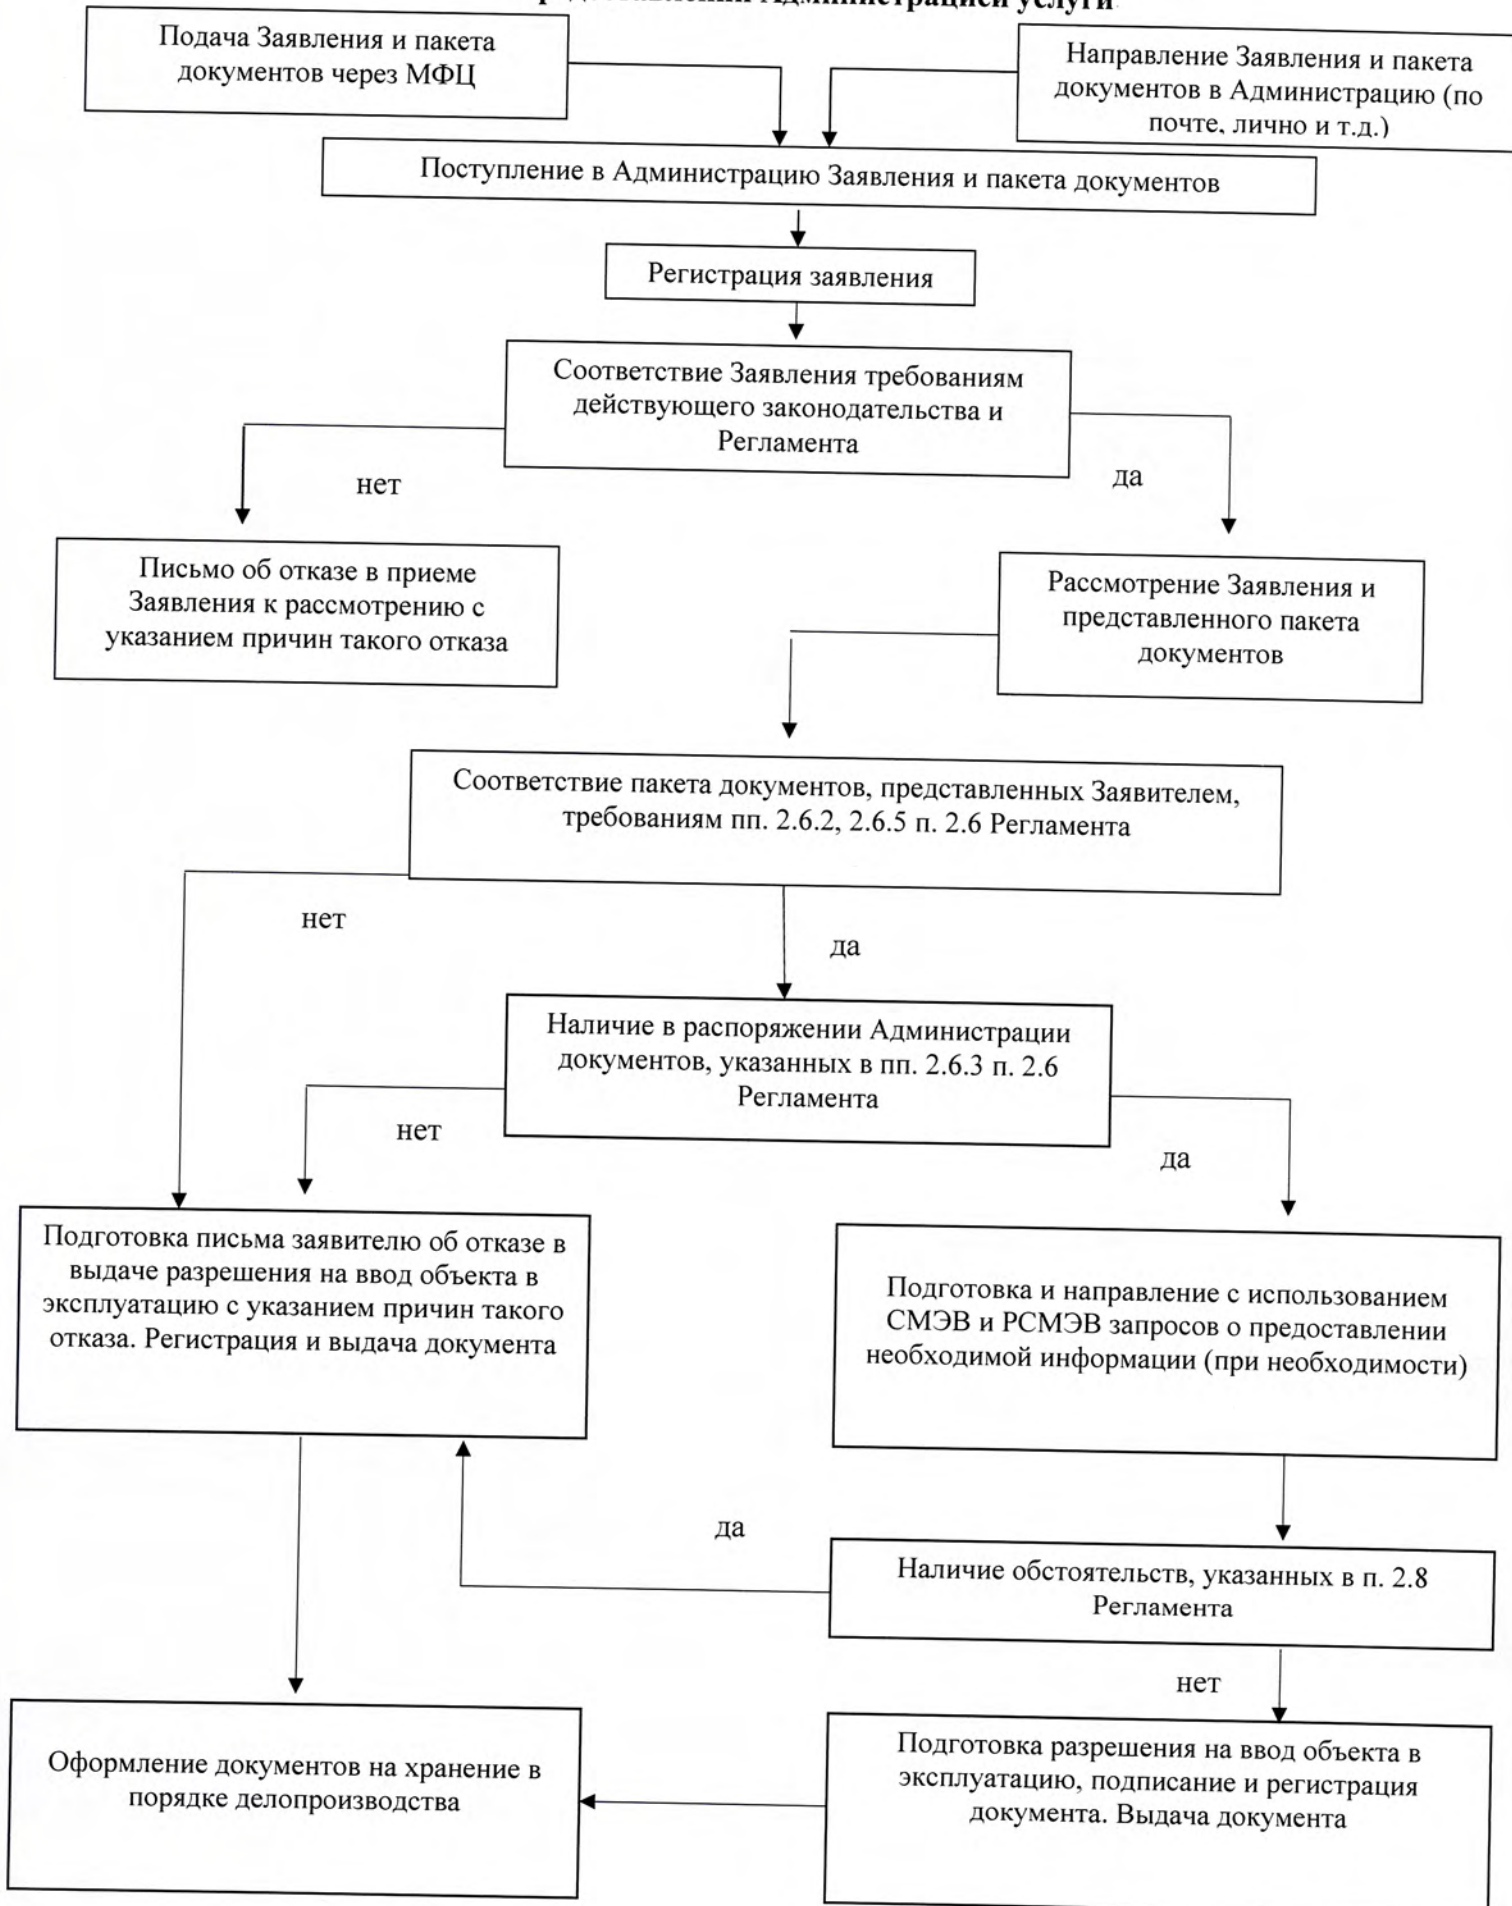 Администрацией услуги
Подача Заявления и пакета
документов через МФЦ
Направление Заявления и пакета
документов в Администрацию (по
почте, лично и т.д.)
Поступление в Администрацию Заявления и пакета документов
Регистрация заявления
Соответствие Заявления требованиям
действующего законодательства и
Регламента
нет
да
Письмо об отказе в приеме
Заявления к рассмотрению с
указанием причин такого отказа
Рассмотрение Заявления и
представленного пакета
документов
Соответствие пакета документов, представленных Заявителем,
требованиям пп. 2.6.2, 2.6.5 п. 2.6 Регламента
нет
да
Наличие в распоряжении Администрации
документов, указанных в пп. 2.6.3 п. 2.6
Регламента
нет
да
Подготовка письма заявителю об отказе в
выдаче разрешения на ввод объекта в
эксплуатацию с указанием причин такого
отказа. Регистрация и выдача документа
Подготовка и направление с использованием
СМЭВ и РСМЭВ запросов о предоставлении
необходимой информации (при необходимости)
да
Наличие обстоятельств, указанных в п. 2.8
Регламента
нет
Оформление документов на хранение в
порядке делопроизводства
Подготовка разрешения на ввод объекта в
эксплуатацию, подписание и регистрация
документа. Выдача документа